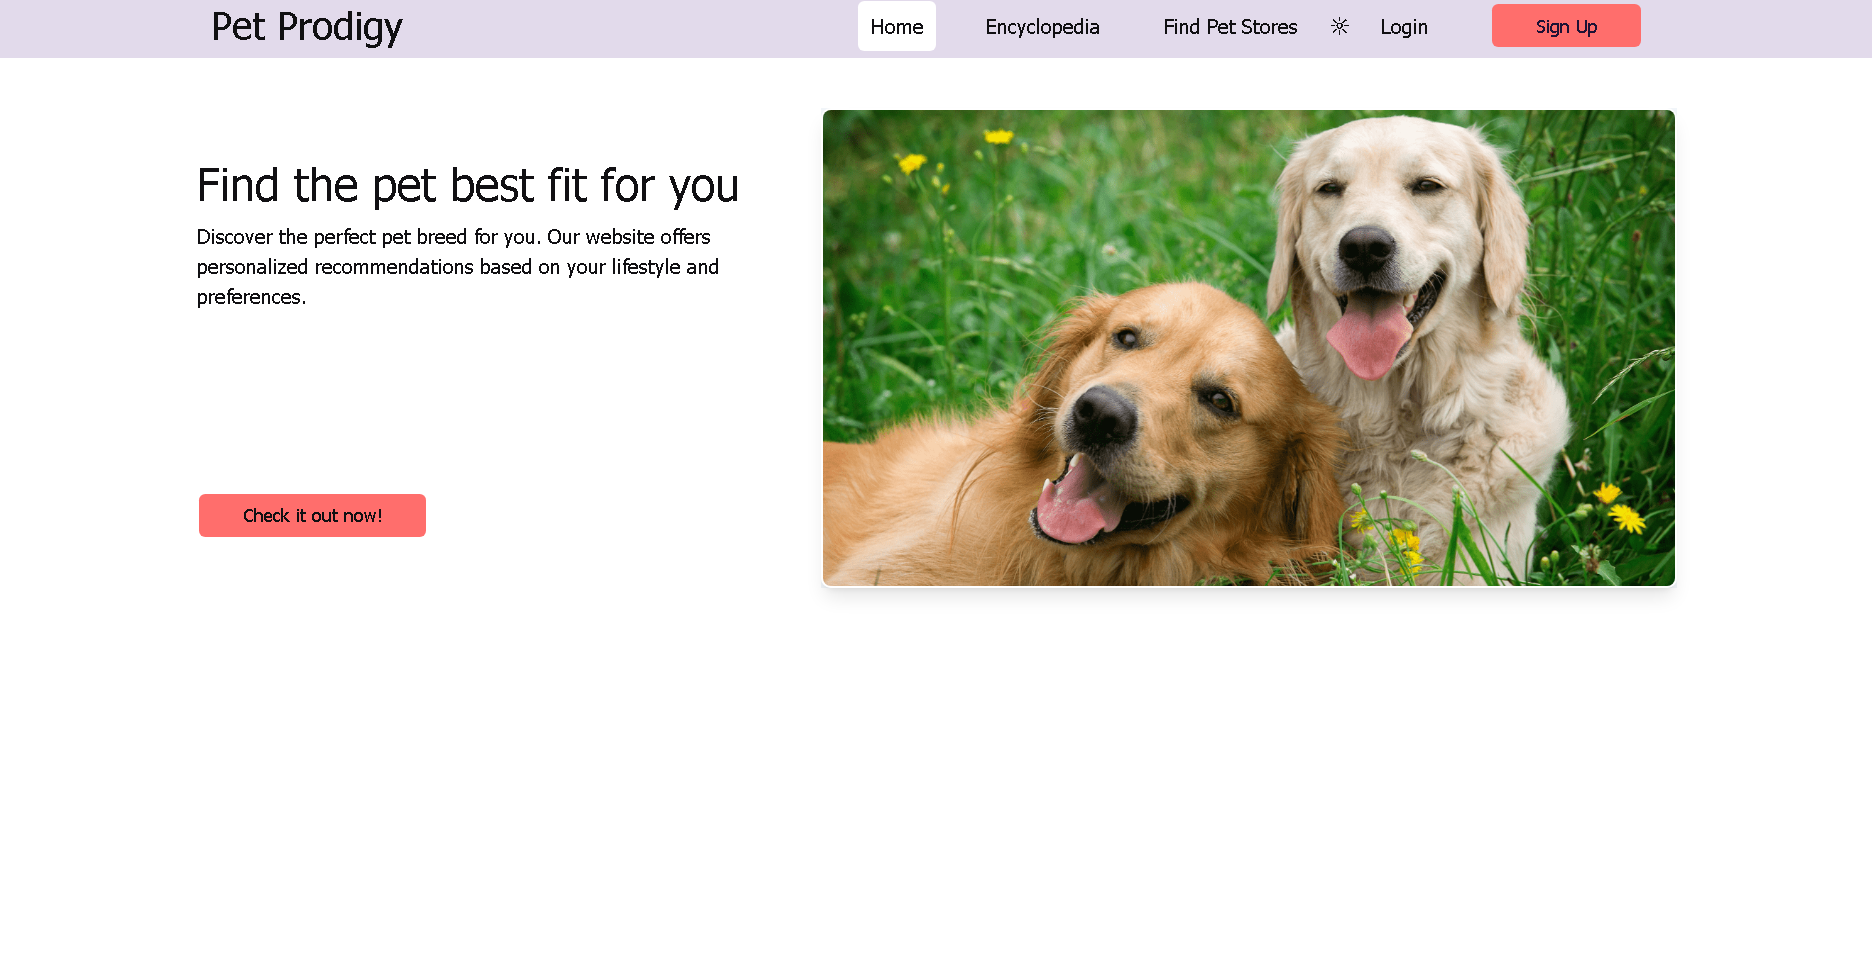 Pet Prodigy
Home
Encyclopedia
Find Pet Stores
Login
Sign Up
Find the pet best fit for you
Discover the perfect pet breed for you. Our website offers
personalized recommendations based on your lifestyle and
preferences.
Check it out now!